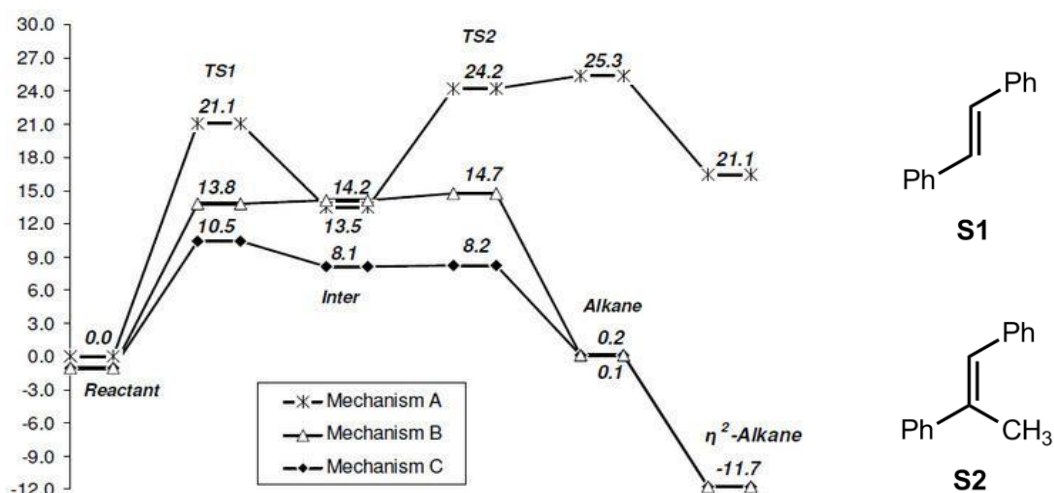 30.0
27.0
24.0
21.0
18.0
15.0
12.0
9.0
6.0
3.0
0.0
-3.0
-6.0
-9.0
-12.0
TS1
21.1
13.8
10.5
0.0
Reactant
14.2
13.5
8.1
Inter
TS2
24.2
14.7
8.2
25.3
Alkane
0.2
0.1
21.1
η²-Alkane
-11.7
Mechanism A
Mechanism B
Mechanism C
Ph
Ph
S1
Ph
Ph
CH₃
S2